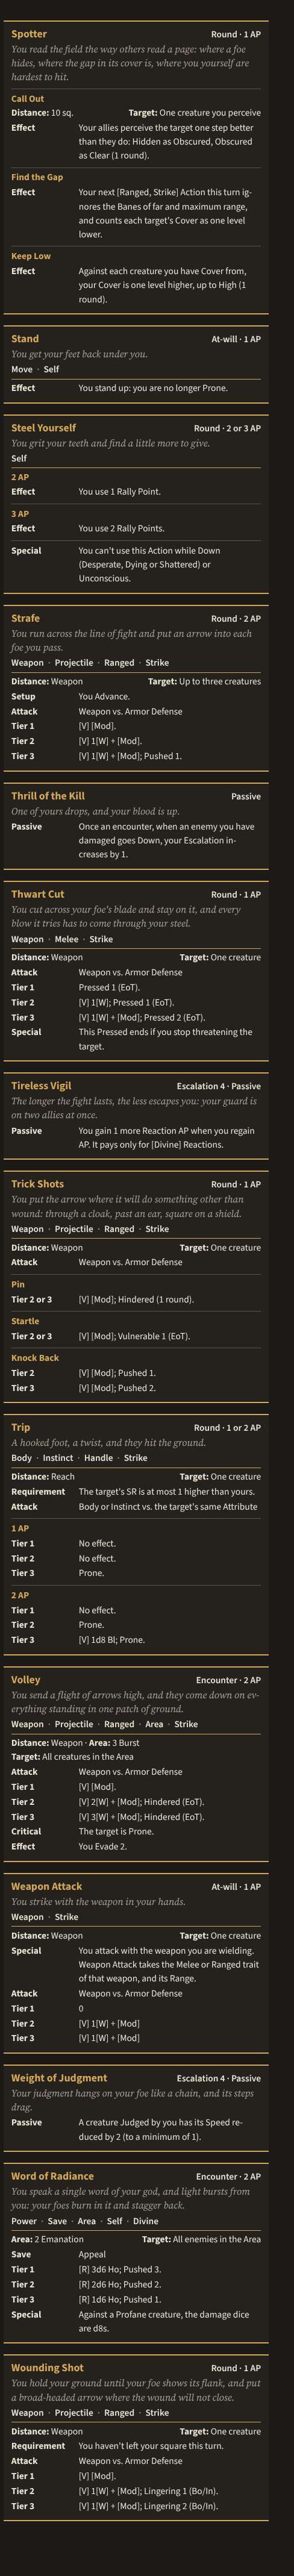 Spotter Round · 1 AP
You read the field the way others read a page: where a foe
hides, where the gap in its cover is, where you yourself are
hardest to hit.
Call Out
Distance: 10 sq. Target: One creature you perceive
Effect Your allies perceive the target one step better
than they do: Hidden as Obscured, Obscured
as Clear (1 round).
Find the Gap
Effect Your next [Ranged, Strike] Action this turn ig-
nores the Banes of far and maximum range,
and counts each target's Cover as one level
lower.
Keep Low
Effect Against each creature you have Cover from,
your Cover is one level higher, up to High (1
round).
Stand At-will · 1 AP
You get your feet back under you.
Move · Self
Effect You stand up: you are no longer Prone.
Steel Yourself Round · 2 or 3 AP
You grit your teeth and find a little more to give.
Self
2 AP
Effect You use 1 Rally Point.
3 AP
Effect You use 2 Rally Points.
Special You can't use this Action while Down
(Desperate, Dying or Shattered) or
Unconscious.
Strafe Round · 2 AP
You run across the line of fight and put an arrow into each
foe you pass.
Weapon · Projectile · Ranged · Strike
Distance: Weapon Target: Up to three creatures
Setup You Advance.
Attack Weapon vs. Armor Defense
Tier 1 [V] [Mod].
Tier 2 [V] 1[W] + [Mod].
Tier 3 [V] 1[W] + [Mod]; Pushed 1.
Thrill of the Kill Passive
One of yours drops, and your blood is up.
Passive Once an encounter, when an enemy you have
damaged goes Down, your Escalation in-
creases by 1.
Thwart Cut Round · 1 AP
You cut across your foe's blade and stay on it, and every
blow it tries has to come through your steel.
Weapon · Melee · Strike
Distance: Weapon Target: One creature
Attack Weapon vs. Armor Defense
Tier 1 Pressed 1 (EoT).
Tier 2 [V] 1[W]; Pressed 1 (EoT).
Tier 3 [V] 1[W] + [Mod]; Pressed 2 (EoT).
Special This Pressed ends if you stop threatening the
target.
Tireless Vigil Escalation 4 · Passive
The longer the fight lasts, the less escapes you: your guard is
on two allies at once.
Passive You gain 1 more Reaction AP when you regain
AP. It pays only for [Divine] Reactions.
Trick Shots Round · 1 AP
You put the arrow where it will do something other than
wound: through a cloak, past an ear, square on a shield.
Weapon · Projectile · Ranged · Strike
Distance: Weapon Target: One creature
Attack Weapon vs. Armor Defense
Pin
Tier 2 or 3 [V] [Mod]; Hindered (1 round).
Startle
Tier 2 or 3 [V] [Mod]; Vulnerable 1 (EoT).
Knock Back
Tier 2 [V] [Mod]; Pushed 1.
Tier 3 [V] [Mod]; Pushed 2.
Trip Round · 1 or 2 AP
A hooked foot, a twist, and they hit the ground.
Body · Instinct · Handle · Strike
Distance: Reach Target: One creature
Requirement The target's SR is at most 1 higher than yours.
Attack Body or Instinct vs. the target's same Attribute
1 AP
Tier 1 No effect.
Tier 2 No effect.
Tier 3 Prone.
2 AP
Tier 1 No effect.
Tier 2 Prone.
Tier 3 [V] 1d8 Bl; Prone.
Volley Encounter · 2 AP
You send a flight of arrows high, and they come down on ev-
erything standing in one patch of ground.
Weapon · Projectile · Ranged · Area · Strike
Distance: Weapon · Area: 3 Burst
Target: All creatures in the Area
Attack Weapon vs. Armor Defense
Tier 1 [V] [Mod].
Tier 2 [V] 2[W] + [Mod]; Hindered (EoT).
Tier 3 [V] 3[W] + [Mod]; Hindered (EoT).
Critical The target is Prone.
Effect You Evade 2.
Weapon Attack At-will · 1 AP
You strike with the weapon in your hands.
Weapon · Strike
Distance: Weapon Target: One creature
Special You attack with the weapon you are wielding.
Weapon Attack takes the Melee or Ranged trait
of that weapon, and its Range.
Attack Weapon vs. Armor Defense
Tier 1 0
Tier 2 [V] 1[W] + [Mod]
Tier 3 [V] 1[W] + [Mod]
Weight of Judgment Escalation 4 · Passive
Your judgment hangs on your foe like a chain, and its steps
drag.
Passive A creature Judged by you has its Speed re-
duced by 2 (to a minimum of 1).
Word of Radiance Encounter · 2 AP
You speak a single word of your god, and light bursts from
you: your foes burn in it and stagger back.
Power · Save · Area · Self · Divine
Area: 2 Emanation Target: All enemies in the Area
Save Appeal
Tier 1 [R] 3d6 Ho; Pushed 3.
Tier 2 [R] 2d6 Ho; Pushed 2.
Tier 3 [R] 1d6 Ho; Pushed 1.
Special Against a Profane creature, the damage dice
are d8s.
Wounding Shot Round · 1 AP
You hold your ground until your foe shows its flank, and put
a broad-headed arrow where the wound will not close.
Weapon · Projectile · Ranged · Strike
Distance: Weapon Target: One creature
Requirement You haven't left your square this turn.
Attack Weapon vs. Armor Defense
Tier 1 [V] [Mod].
Tier 2 [V] 1[W] + [Mod]; Lingering 1 (Bo/In).
Tier 3 [V] 1[W] + [Mod]; Lingering 2 (Bo/In).